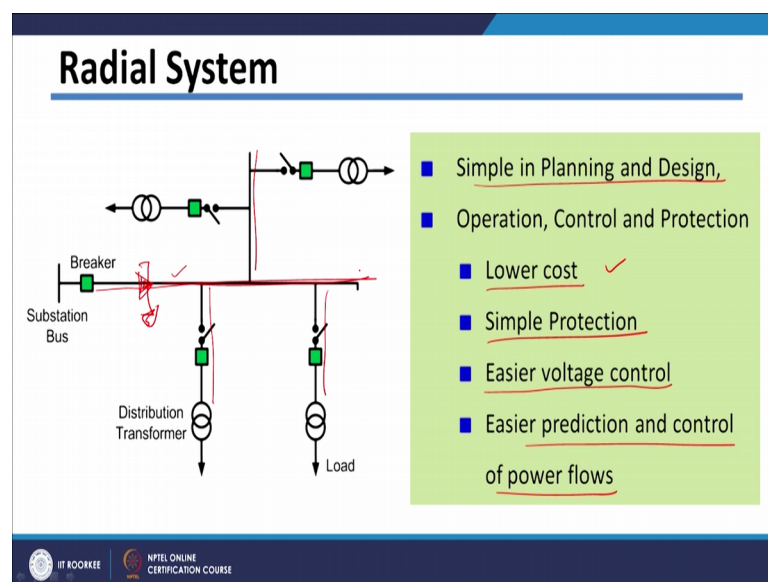 Radial System
Breaker
Substation
Bus
Distribution
Transformer
Load
Simple in Planning and Design,
Operation, Control and Protection
Lower cost
Simple Protection
Easier voltage control
Easier prediction and control
of power flows
IIT ROORKEE
NPTEL ONLINE
CERTIFICATION COURSE